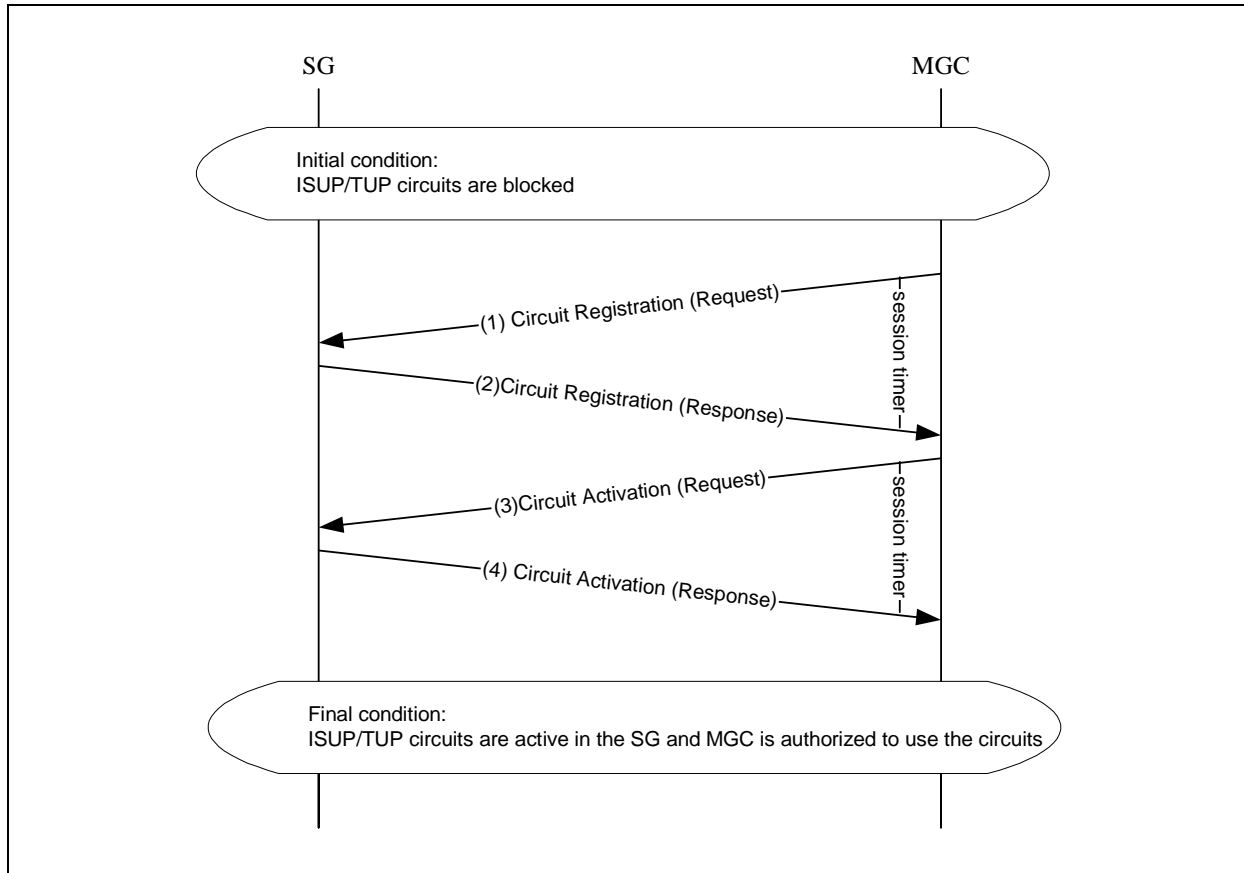 SG
MGC
Initial condition:
ISUP/TUP circuits are blocked
(1) Circuit Registration (Request)
session timer
(2)Circuit Registration (Response)
(3)Circuit Activation (Request)
session timer
(4) Circuit Activation (Response)
Final condition:
ISUP/TUP circuits are active in the SG and MGC is authorized to use the circuits